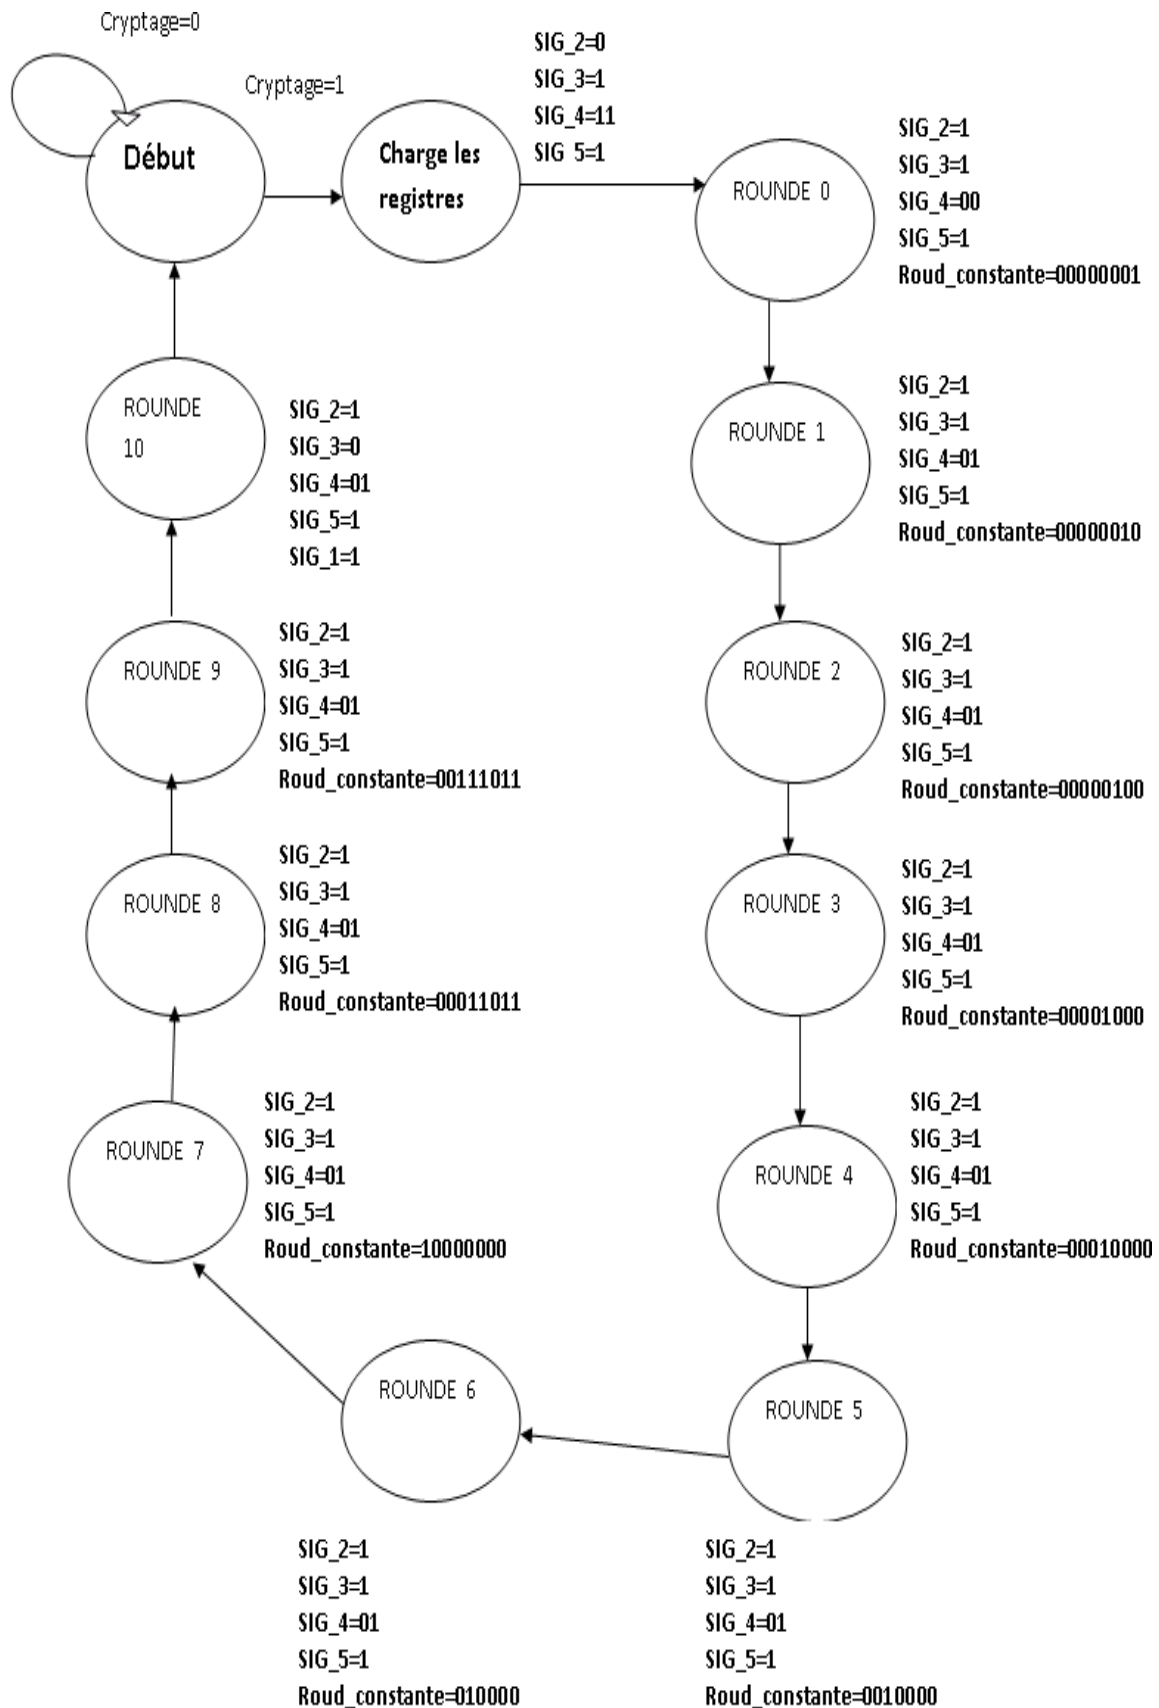 Cryptage=0
Cryptage=1
Début
Charge les
registres
SIG_2=0
SIG_3=1
SIG_4=11
SIG 5=1
ROUNDE 0
SIG_2=1
SIG_3=1
SIG_4=00
SIG_5=1
Roud_constante=00000001
ROUNDE 1
SIG_2=1
SIG_3=1
SIG_4=01
SIG_5=1
Roud_constante=00000010
ROUNDE 2
SIG_2=1
SIG_3=1
SIG_4=01
SIG_5=1
Roud_constante=00000100
ROUNDE 3
SIG_2=1
SIG_3=1
SIG_4=01
SIG_5=1
Roud_constante=00001000
ROUNDE 4
SIG_2=1
SIG_3=1
SIG_4=01
SIG_5=1
Roud_constante=00010000
ROUNDE 5
SIG_2=1
SIG_3=1
SIG_4=01
SIG_5=1
Roud_constante=0010000
ROUNDE 6
SIG_2=1
SIG_3=1
SIG_4=01
SIG_5=1
Roud_constante=010000
ROUNDE 7
SIG_2=1
SIG_3=1
SIG_4=01
SIG_5=1
Roud_constante=10000000
ROUNDE 8
SIG_2=1
SIG_3=1
SIG_4=01
SIG_5=1
Roud_constante=00011011
ROUNDE 9
SIG_2=1
SIG_3=1
SIG_4=01
SIG_5=1
Roud_constante=00111011
ROUNDE
10
SIG_2=1
SIG_3=0
SIG_4=01
SIG_5=1
SIG_1=1